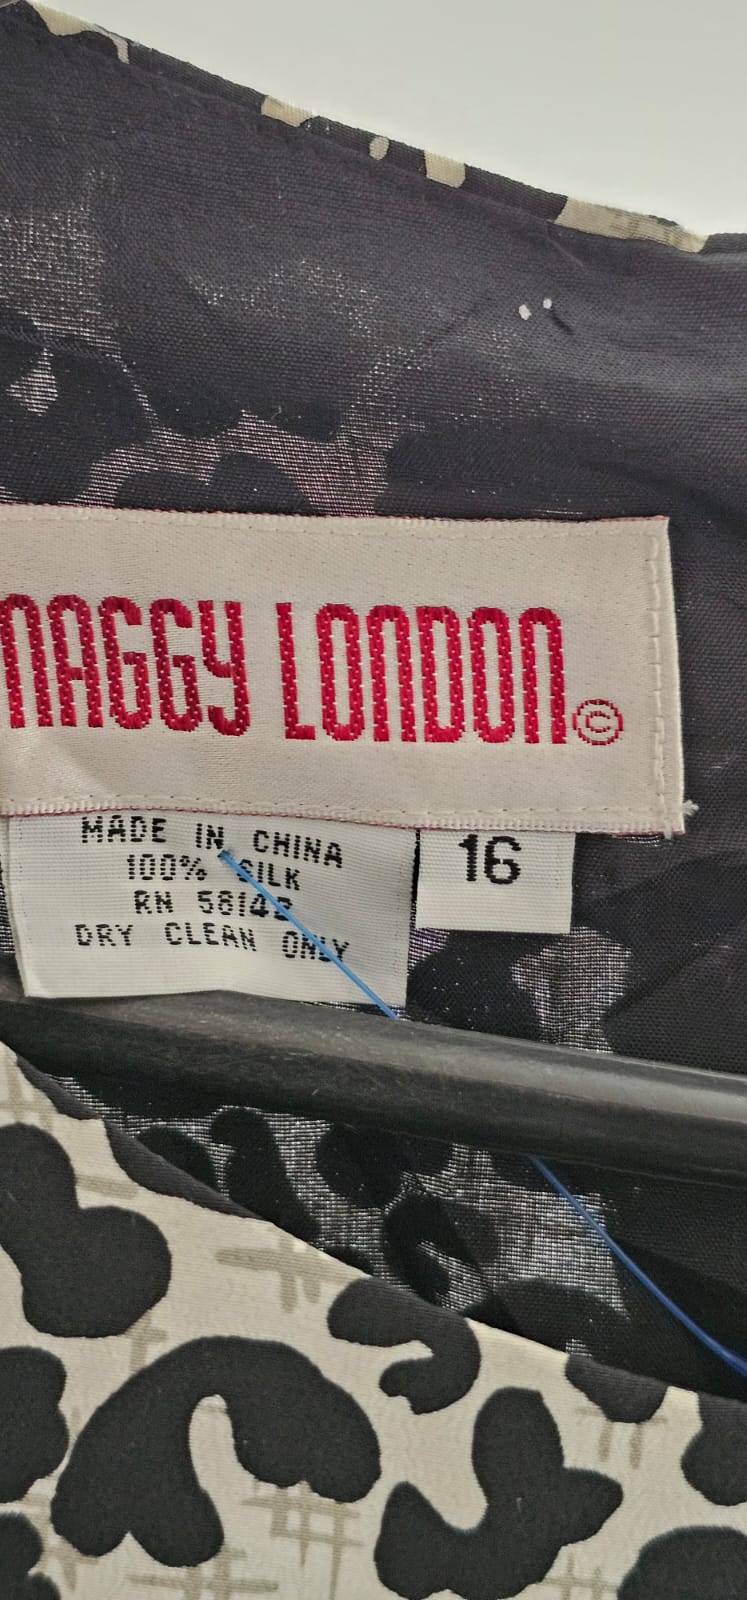 MAGGY LONDON©
MADE IN CHINA
100% SILK
RN 58142
DRY CLEAN ONLY
16